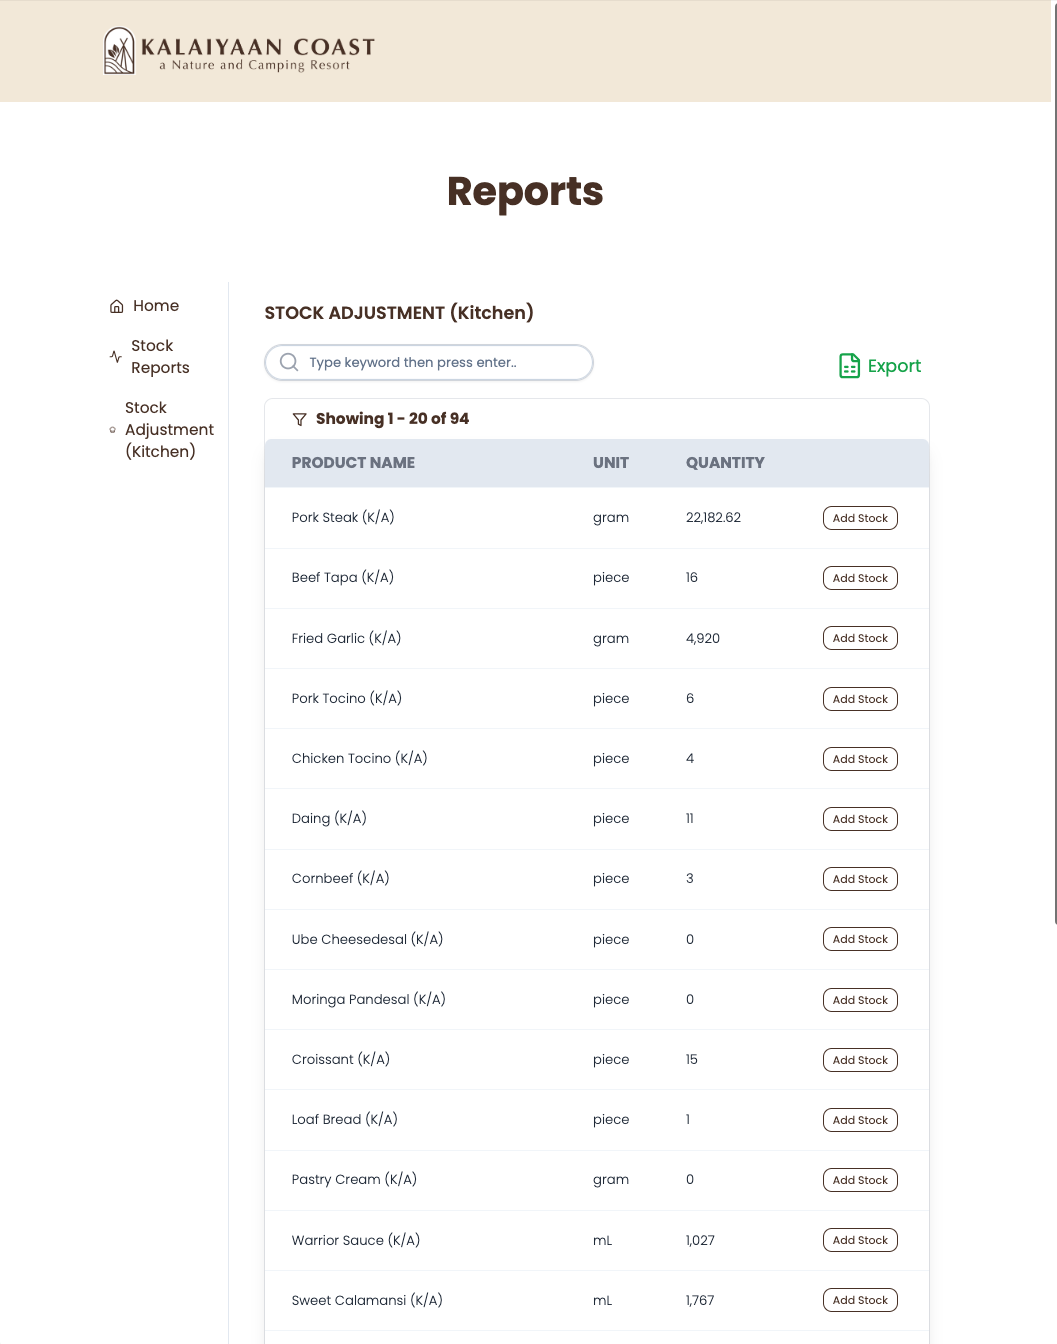 KALAIYAAN COAST
a Nature and Camping Resort
Reports
Home
Stock
Reports
Stock
Adjustment
(Kitchen)
STOCK ADJUSTMENT (Kitchen)
Type keyword then press enter..
Export
Showing 1 - 20 of 94
PRODUCT NAME UNIT QUANTITY
Pork Steak (K/A) gram 22,182.62 Add Stock
Beef Tapa (K/A) piece 16 Add Stock
Fried Garlic (K/A) gram 4,920 Add Stock
Pork Tocino (K/A) piece 6 Add Stock
Chicken Tocino (K/A) piece 4 Add Stock
Daing (K/A) piece 11 Add Stock
Cornbeef (K/A) piece 3 Add Stock
Ube Cheesedesal (K/A) piece 0 Add Stock
Moringa Pandesal (K/A) piece 0 Add Stock
Croissant (K/A) piece 15 Add Stock
Loaf Bread (K/A) piece 1 Add Stock
Pastry Cream (K/A) gram 0 Add Stock
Warrior Sauce (K/A) mL 1,027 Add Stock
Sweet Calamansi (K/A) mL 1,767 Add Stock